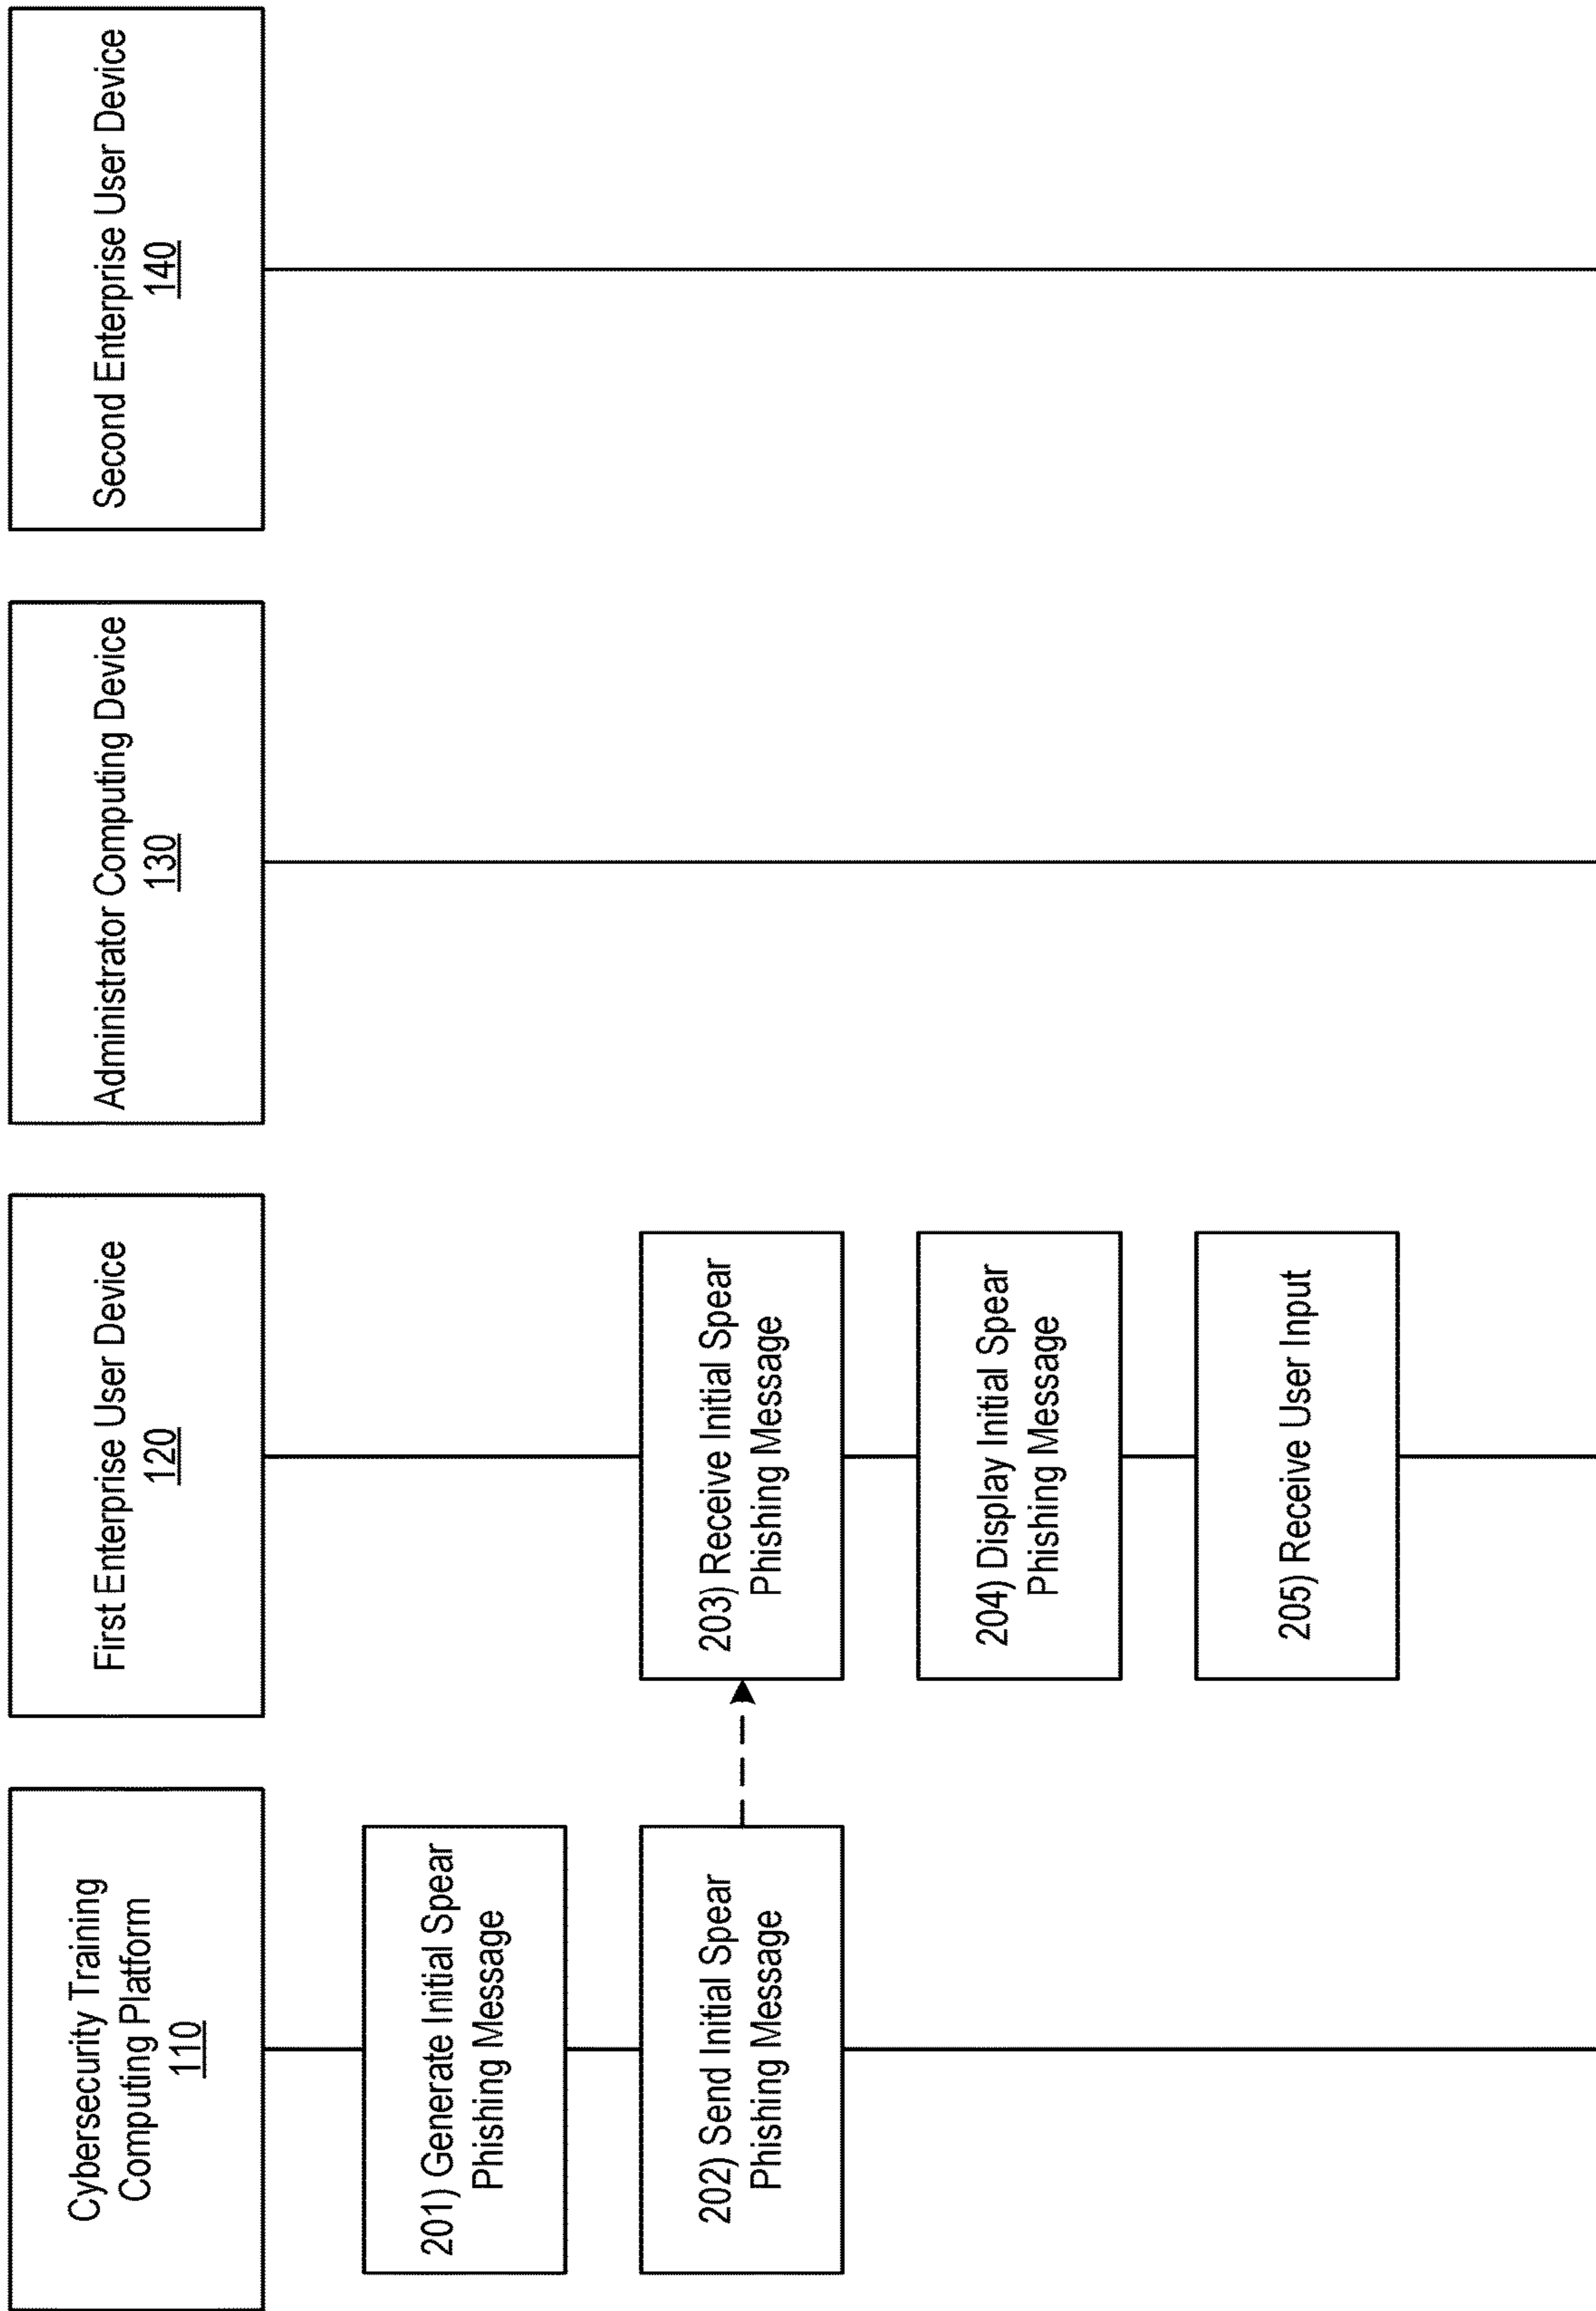 Cybersecurity Training
Computing Platform
110
First Enterprise User Device
120
Administrator Computing Device
130
Second Enterprise User Device
140
201) Generate Initial Spear
Phishing Message
202) Send Initial Spear
Phishing Message
203) Receive Initial Spear
Phishing Message
204) Display Initial Spear
Phishing Message
205) Receive User Input